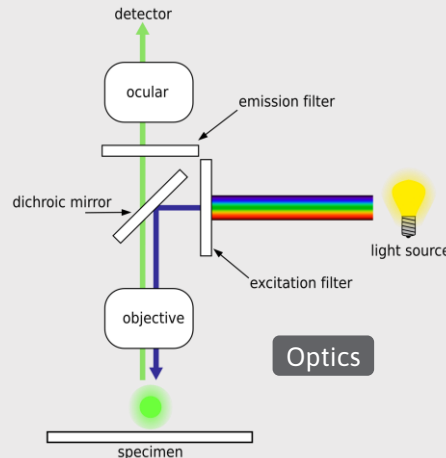 detector
ocular
emission filter
dichroic mirror
light source
excitation filter
objective
Optics
specimen